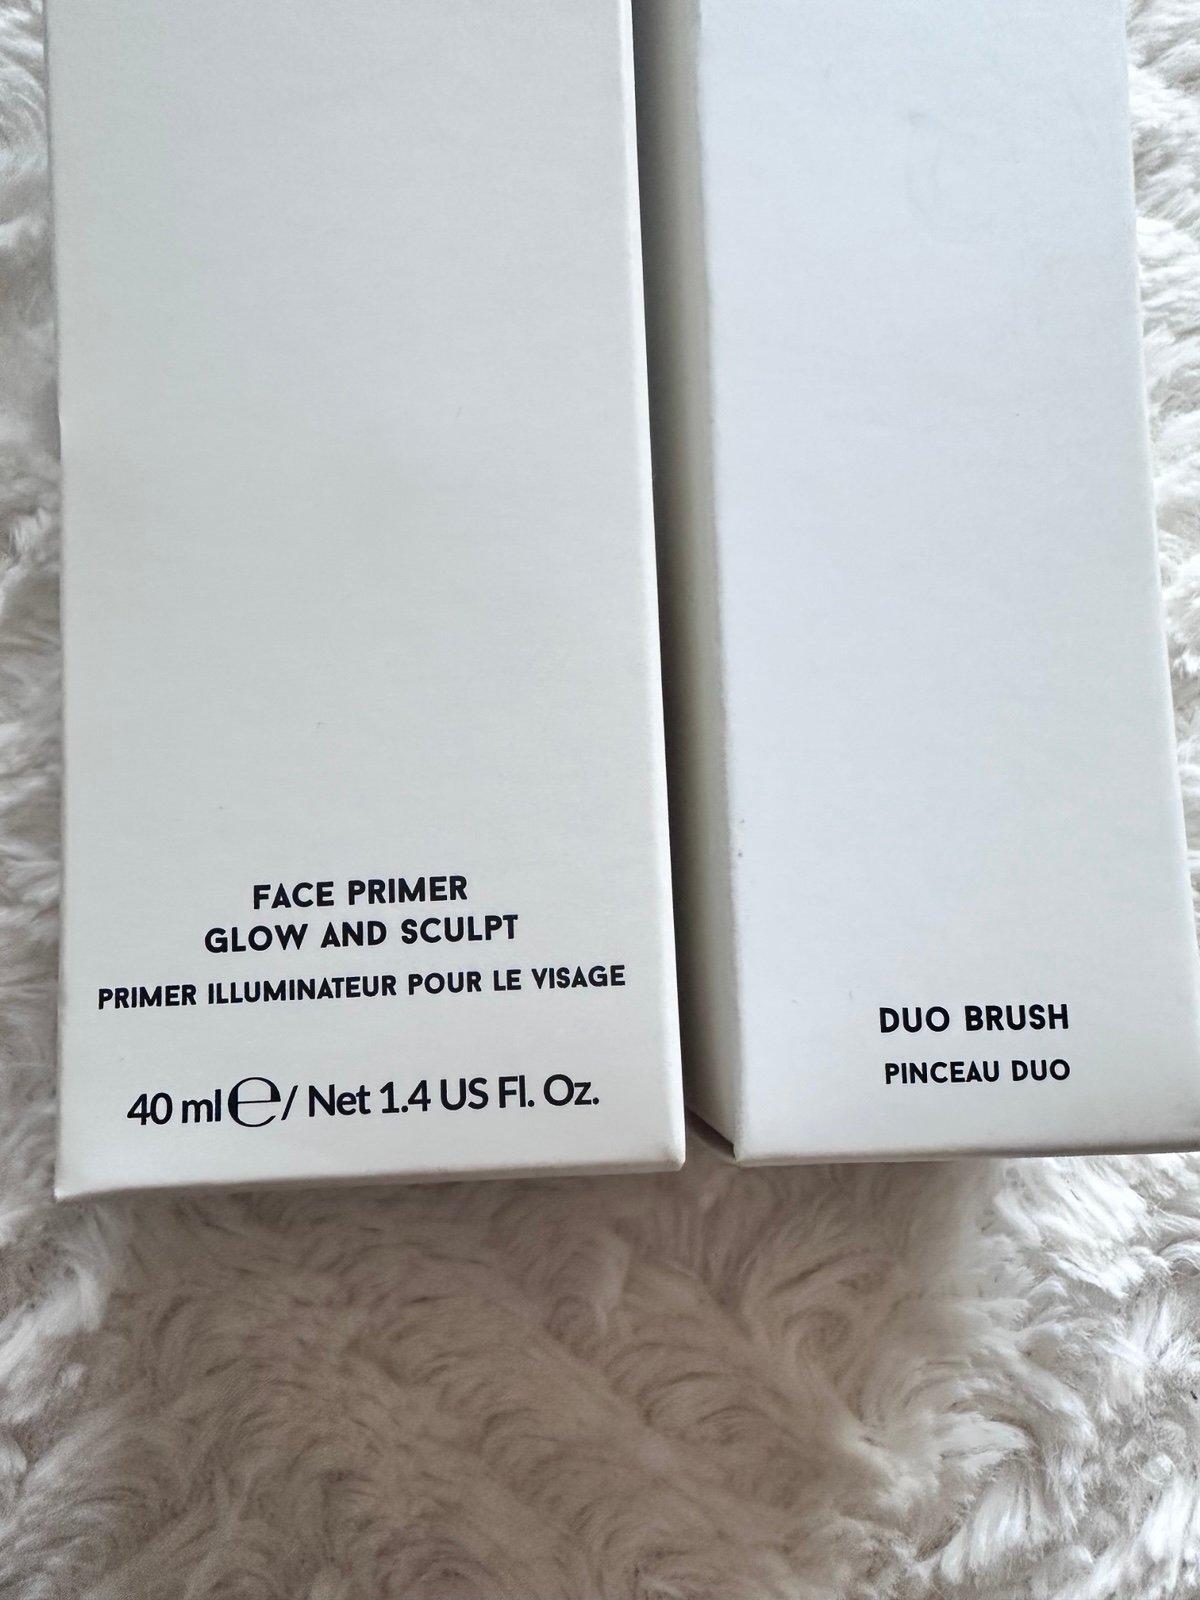 FACE PRIMER
GLOW AND SCULPT
PRIMER ILLUMINATEUR POUR LE VISAGE
40 ml ℮ / Net 1.4 US Fl. Oz.
DUO BRUSH
PINCEAU DUO